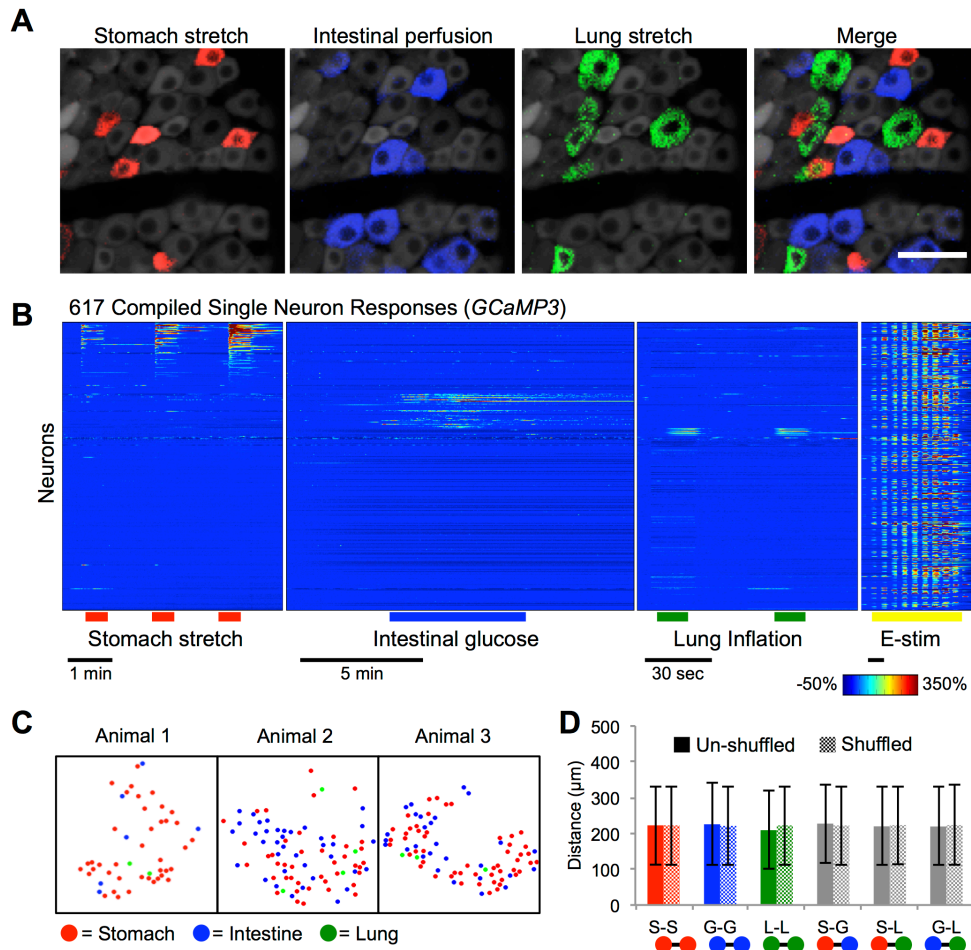 A
Stomach stretch Intestinal perfusion Lung stretch Merge
B
617 Compiled Single Neuron Responses (GCaMP3)
Neurons
Stomach stretch Intestinal glucose Lung Inflation E-stim
1 min 5 min 30 sec
-50% 350%
C
Animal 1 Animal 2 Animal 3
= Stomach = Intestine = Lung
D
Distance (µm)
500
400
300
200
100
0
Un-shuffled Shuffled
S-S G-G L-L S-G S-L G-L